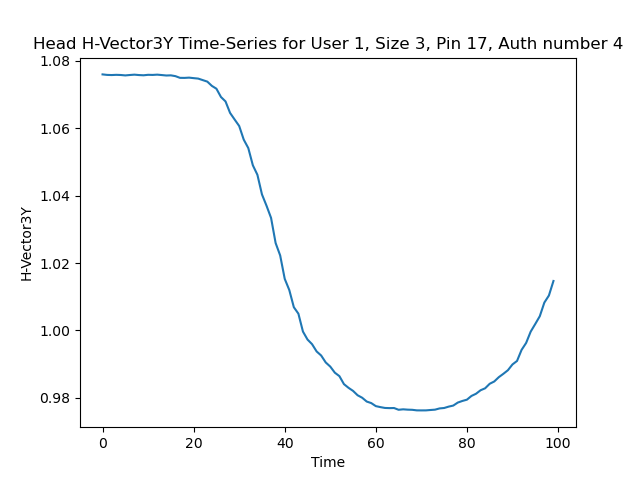 Head H-Vector3Y Time-Series for User 1, Size 3, Pin 17, Auth number 4
1.08
1.06
1.04
1.02
1.00
0.98
H-Vector3Y
0 20 40 60 80 100
Time